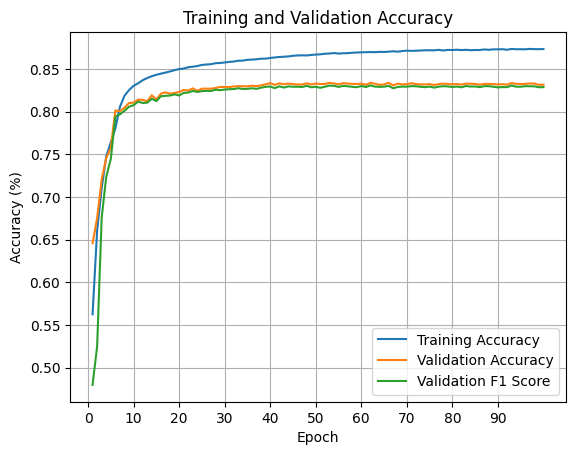 Training and Validation Accuracy
Accuracy (%)
0.85
0.80
0.75
0.70
0.65
0.60
0.55
0.50
Training Accuracy
Validation Accuracy
Validation F1 Score
0 10 20 30 40 50 60 70 80 90
Epoch